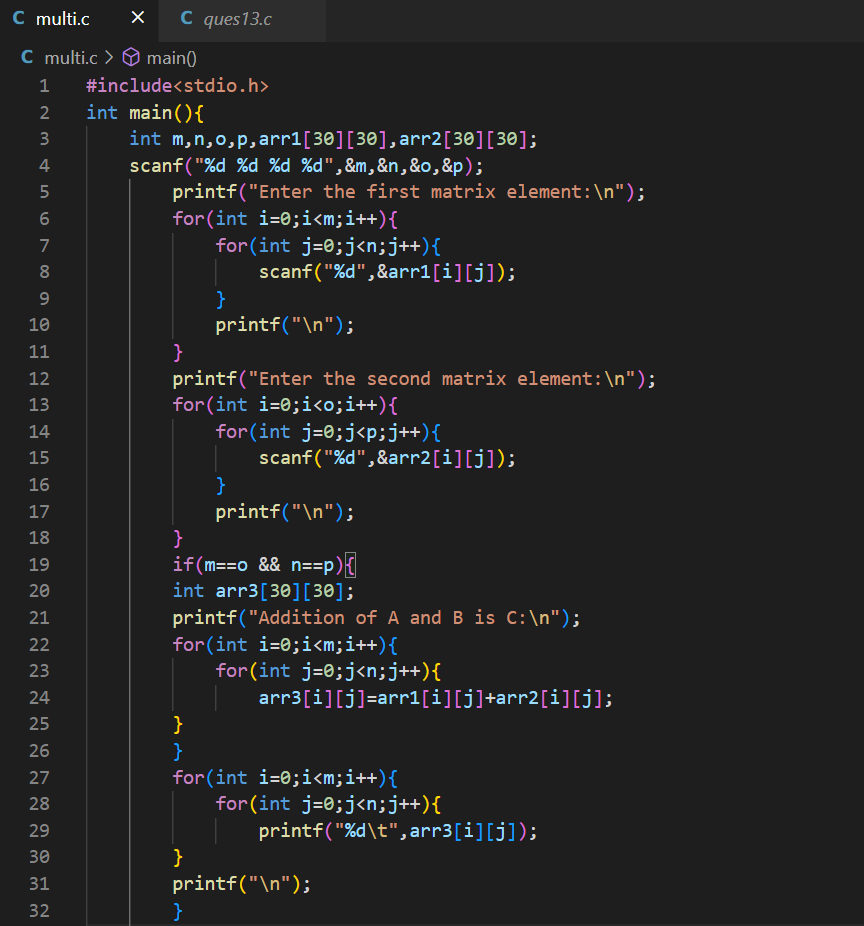 C multi.c × C ques13.c
C multi.c > main()
1 #include<stdio.h>
2 int main(){
3     int m,n,o,p,arr1[30][30],arr2[30][30];
4     scanf("%d %d %d %d",&m,&n,&o,&p);
5         printf("Enter the first matrix element:\n");
6         for(int i=0;i<m;i++){
7             for(int j=0;j<n;j++){
8                 scanf("%d",&arr1[i][j]);
9             }
10             printf("\n");
11         }
12         printf("Enter the second matrix element:\n");
13         for(int i=0;i<o;i++){
14             for(int j=0;j<p;j++){
15                 scanf("%d",&arr2[i][j]);
16             }
17             printf("\n");
18         }
19         if(m==o && n==p){
20         int arr3[30][30];
21         printf("Addition of A and B is C:\n");
22         for(int i=0;i<m;i++){
23             for(int j=0;j<n;j++){
24                 arr3[i][j]=arr1[i][j]+arr2[i][j];
25         }
26         }
27         for(int i=0;i<m;i++){
28             for(int j=0;j<n;j++){
29                 printf("%d\t",arr3[i][j]);
30         }
31         printf("\n");
32         }